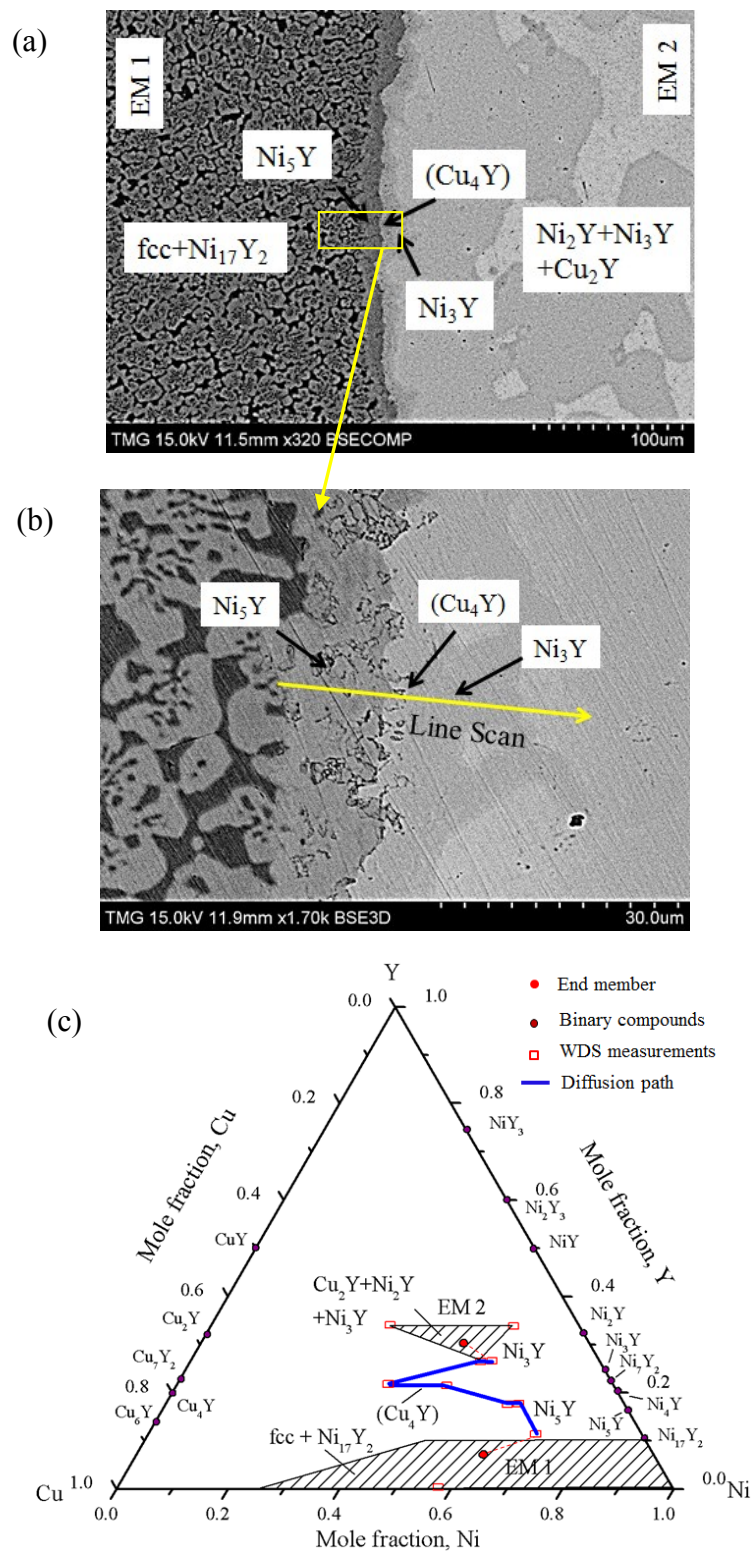 (a)
EM 1
EM 2
Ni₅Y
(Cu₄Y)
fcc+Ni₁₇Y₂
Ni₂Y+Ni₃Y
+Cu₂Y
Ni₃Y
TMG 15.0kV 11.5mm x320 BSECOMP 100um
(b)
Ni₅Y
(Cu₄Y)
Ni₃Y
Line Scan
TMG 15.0kV 11.9mm x1.70k BSE3D 30.0um
(c)
Y
0.0
1.0
End member
Binary compounds
WDS measurements
Diffusion path
0.2
0.8
NiY₃
Mole fraction, Cu
Mole fraction, Y
0.4
0.6
Ni₂Y₃
CuY
NiY
0.6
0.4
Cu₂Y+Ni₂Y
+Ni₃Y
EM 2
Cu₂Y
Ni₂Y
Ni₃Y
Ni₃Y
Cu₇Y₂
Ni₇Y₂
0.8
0.2
Cu₄Y
Ni₄Y
Cu₆Y
(Cu₄Y)
Ni₅Y
Ni₅Y
Ni₁₇Y₂
fcc + Ni₁₇Y₂
EM 1
Cu
1.0
0.0
Ni
0.0
0.2
0.4
0.6
0.8
1.0
Mole fraction, Ni